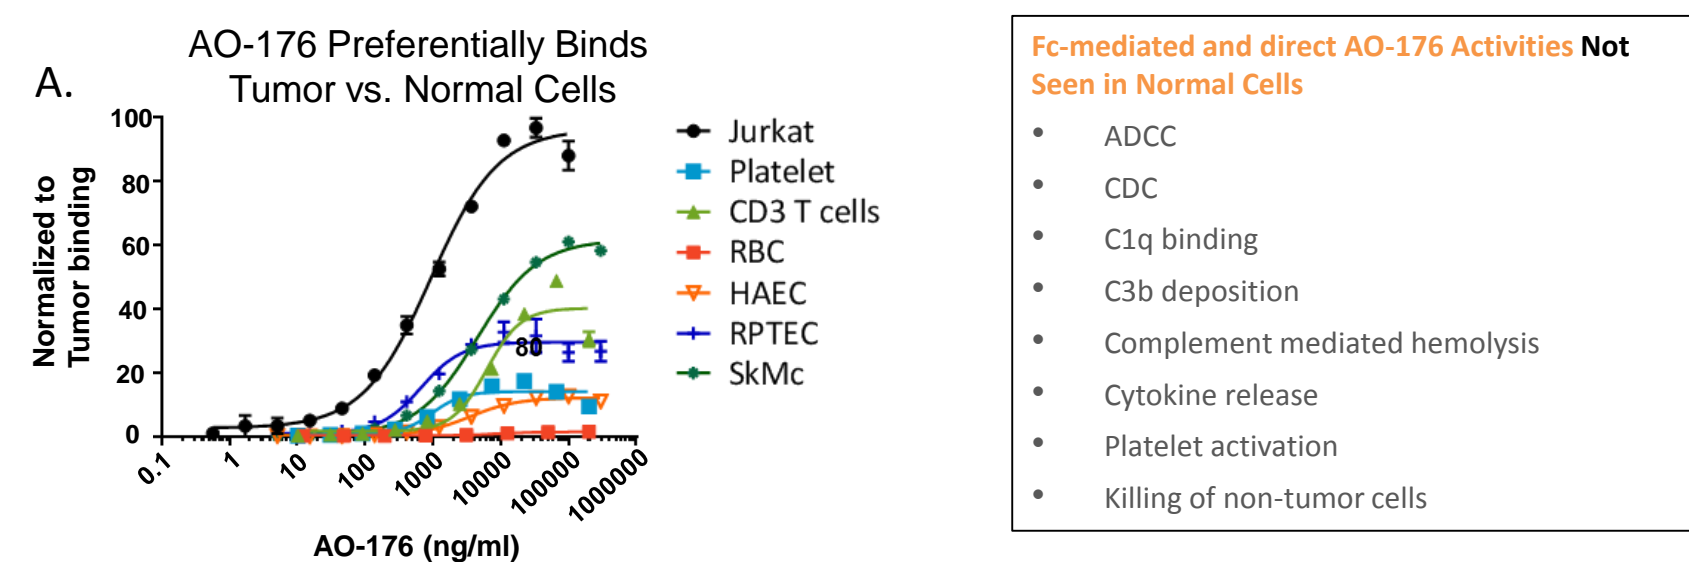 AO-176 Preferentially Binds
Tumor vs. Normal Cells
A.
Normalized to
Tumor binding
100
80
60
40
20
0
80
0.1
1
10
100
1000
10000
100000
1000000
AO-176 (ng/ml)
Jurkat
Platelet
CD3 T cells
RBC
HAEC
RPTEC
SkMc
Fc-mediated and direct AO-176 Activities Not
Seen in Normal Cells
• ADCC
• CDC
• C1q binding
• C3b deposition
• Complement mediated hemolysis
• Cytokine release
• Platelet activation
• Killing of non-tumor cells